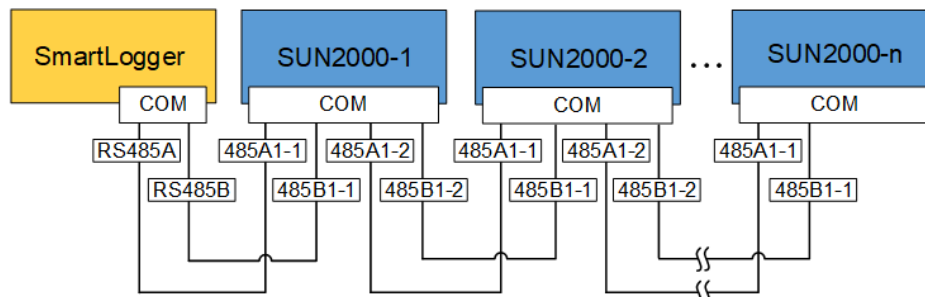 SmartLogger
SUN2000-1
SUN2000-2
...
SUN2000-n
COM
COM
COM
COM
RS485A
485A1-1
485A1-2
485A1-1
485A1-2
485A1-1
RS485B
485B1-1
485B1-2
485B1-1
485B1-2
485B1-1